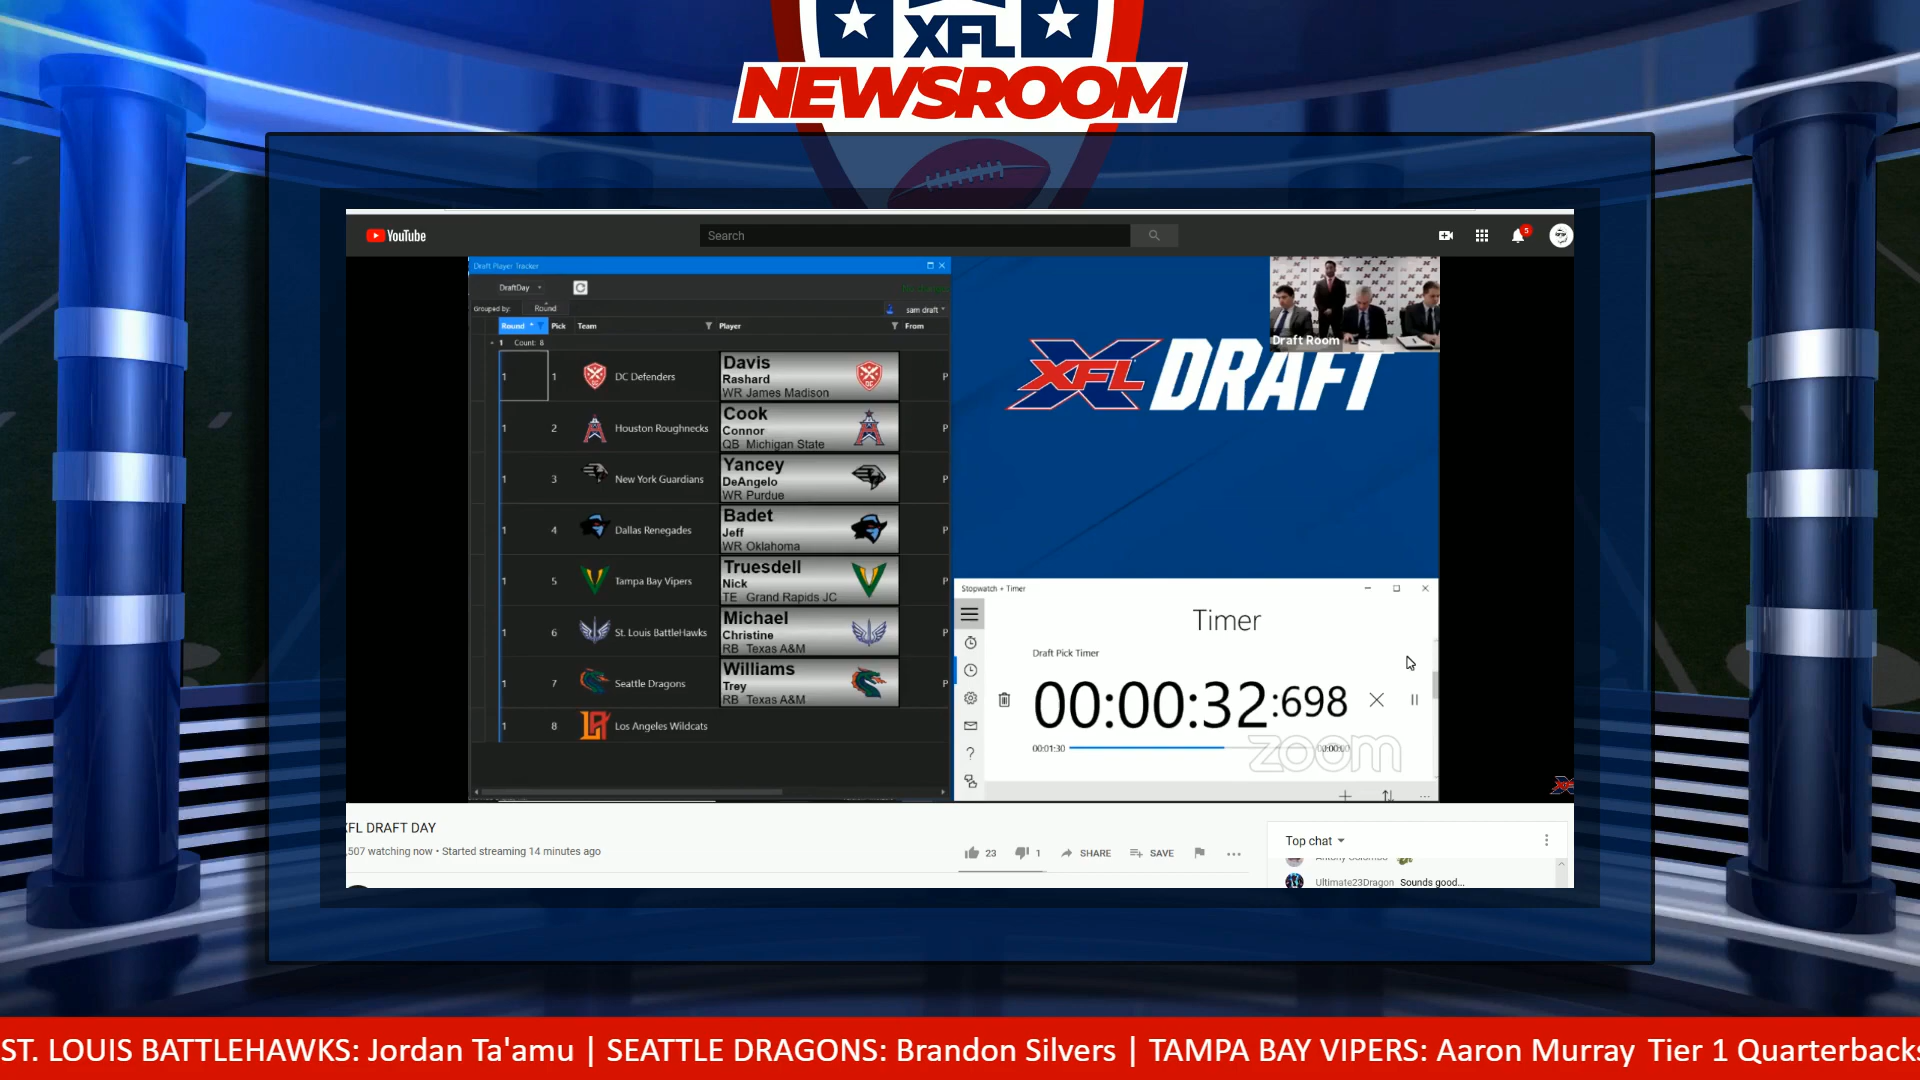 XFL
NEWSROOM
YouTube
Search
5
Draft Player Tracker
DraftDay
Grouped by: Round
sam draft
Round Pick Team Player From
1 Count: 8
1 1 DC Defenders Davis Rashard WR James Madison P
1 2 Houston Roughnecks Cook Connor QB Michigan State P
1 3 New York Guardians Yancey DeAngelo WR Purdue P
1 4 Dallas Renegades Badet Jeff WR Oklahoma P
1 5 Tampa Bay Vipers Truesdell Nick TE Grand Rapids JC P
1 6 St. Louis BattleHawks Michael Christine RB Texas A&M P
1 7 Seattle Dragons Williams Trey RB Texas A&M P
1 8 Los Angeles Wildcats
Draft Room
XFL DRAFT
Stopwatch + Timer
Timer
Draft Pick Timer
00:00:32:698
00:01:30 00:00:00
zoom
XFL DRAFT DAY
,507 watching now • Started streaming 14 minutes ago
23 1 SHARE SAVE
Top chat
Ultimate23Dragon Sounds good...
ST. LOUIS BATTLEHAWKS: Jordan Ta'amu | SEATTLE DRAGONS: Brandon Silvers | TAMPA BAY VIPERS: Aaron Murray Tier 1 Quarterbacks